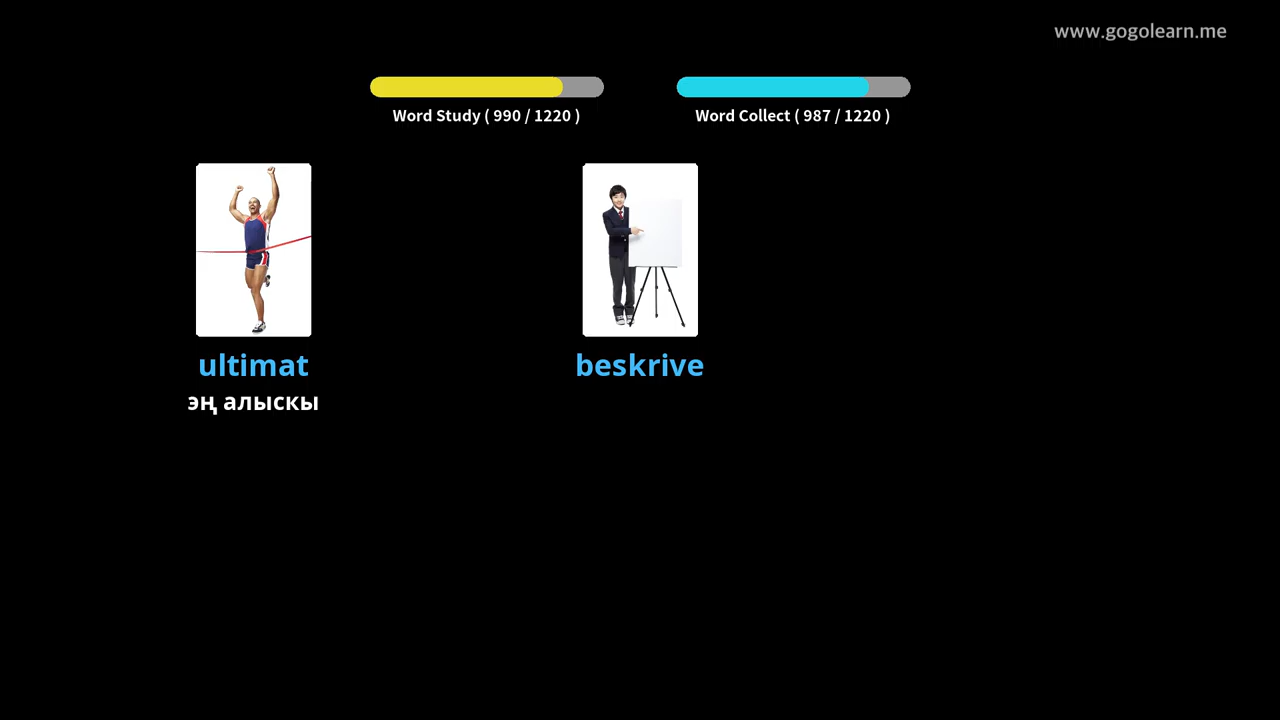 www.gogolearn.me
Word Study ( 990 / 1220 )
Word Collect ( 987 / 1220 )
ultimat
эң алыскы
beskrive